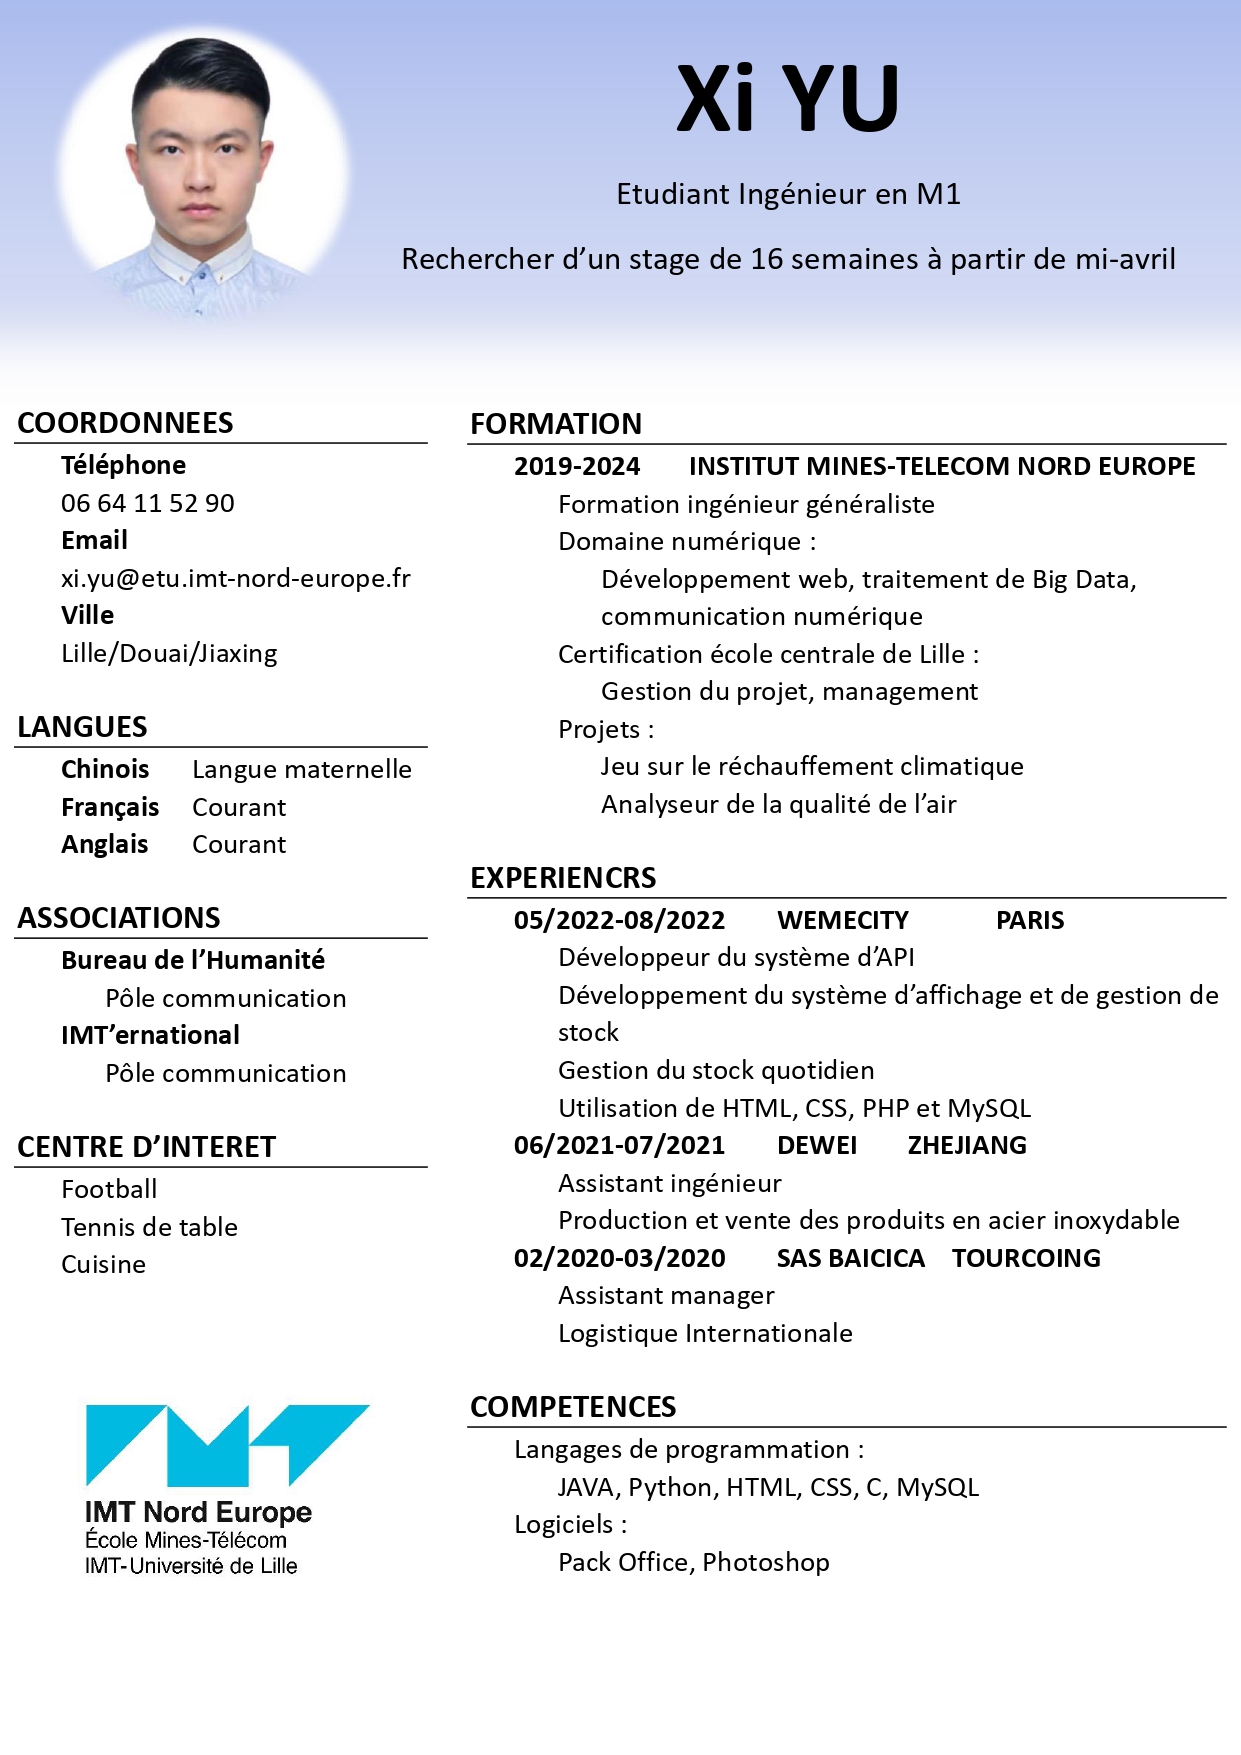 Xi YU
Etudiant Ingénieur en M1
Rechercher d’un stage de 16 semaines à partir de mi-avril
COORDONNEES
Téléphone
06 64 11 52 90
Email
xi.yu@etu.imt-nord-europe.fr
Ville
Lille/Douai/Jiaxing
LANGUES
Chinois Langue maternelle
Français Courant
Anglais Courant
ASSOCIATIONS
Bureau de l’Humanité
Pôle communication
IMT’ernational
Pôle communication
CENTRE D’INTERET
Football
Tennis de table
Cuisine
IMT Nord Europe
École Mines-Télécom
IMT-Université de Lille
FORMATION
2019-2024 INSTITUT MINES-TELECOM NORD EUROPE
Formation ingénieur généraliste
Domaine numérique :
Développement web, traitement de Big Data,
communication numérique
Certification école centrale de Lille :
Gestion du projet, management
Projets :
Jeu sur le réchauffement climatique
Analyseur de la qualité de l’air
EXPERIENCRS
05/2022-08/2022 WEMECITY PARIS
Développeur du système d’API
Développement du système d’affichage et de gestion de
stock
Gestion du stock quotidien
Utilisation de HTML, CSS, PHP et MySQL
06/2021-07/2021 DEWEI ZHEJIANG
Assistant ingénieur
Production et vente des produits en acier inoxydable
02/2020-03/2020 SAS BAICICA TOURCOING
Assistant manager
Logistique Internationale
COMPETENCES
Langages de programmation :
JAVA, Python, HTML, CSS, C, MySQL
Logiciels :
Pack Office, Photoshop